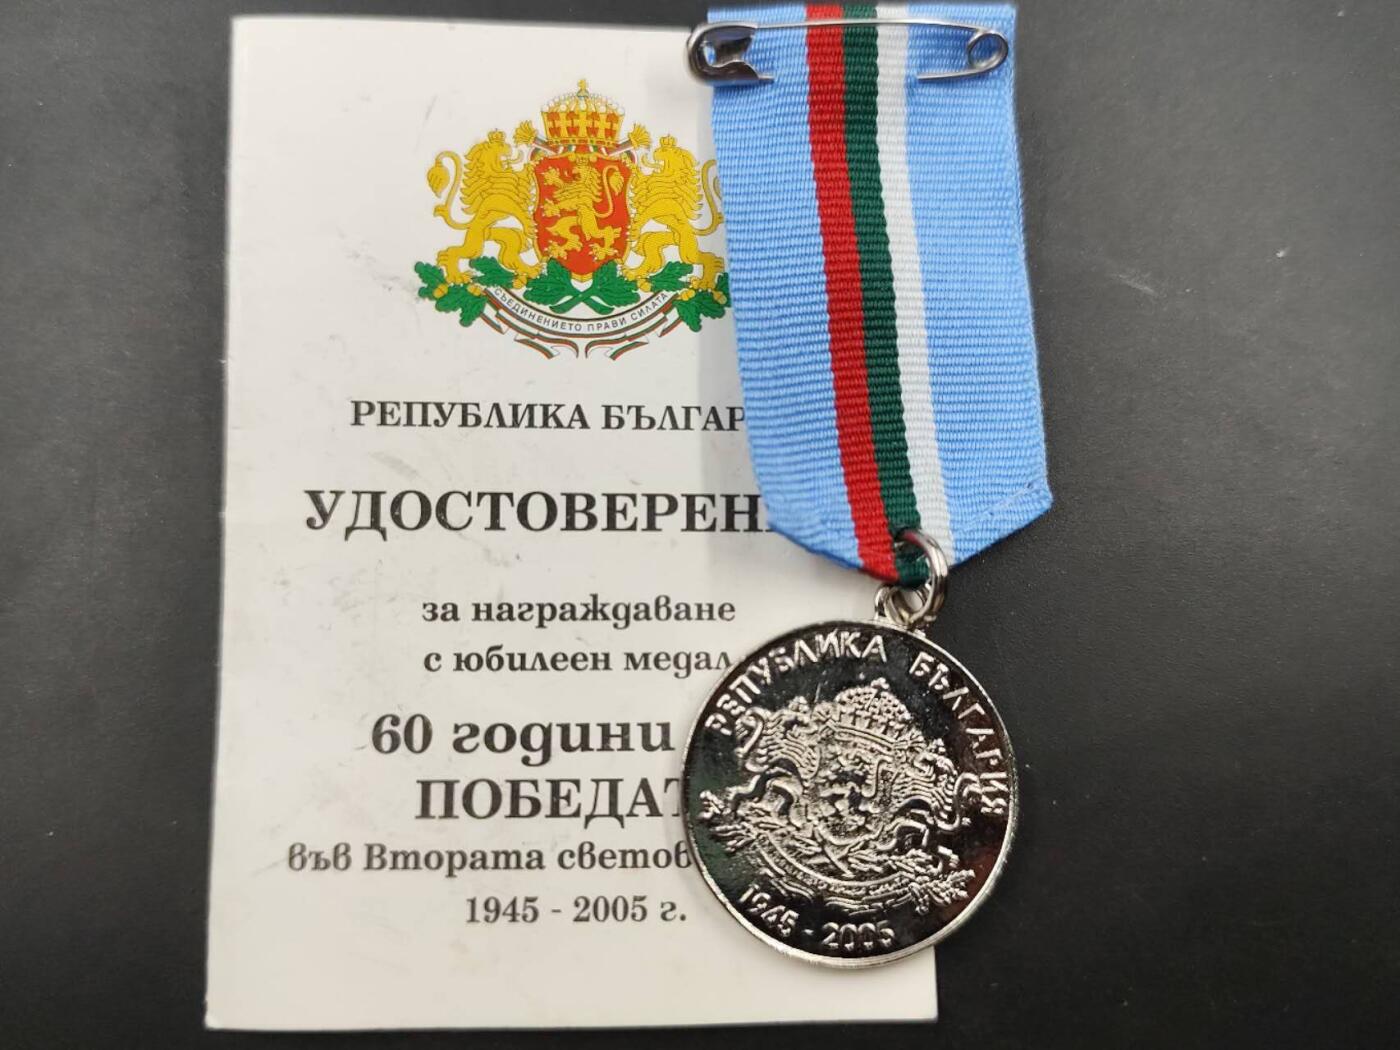 СЪЕДИНЕНИЕТО ПРАВИ СИЛАТА
РЕПУБЛИКА БЪЛГАР
УДОСТОВЕРЕН
за награждаване
с юбилеен медал
60 години
ПОБЕДАТ
във Втората светов
1945 - 2005 г.
РЕПУБЛИКА БЪЛГАРИЯ
1945 - 2005